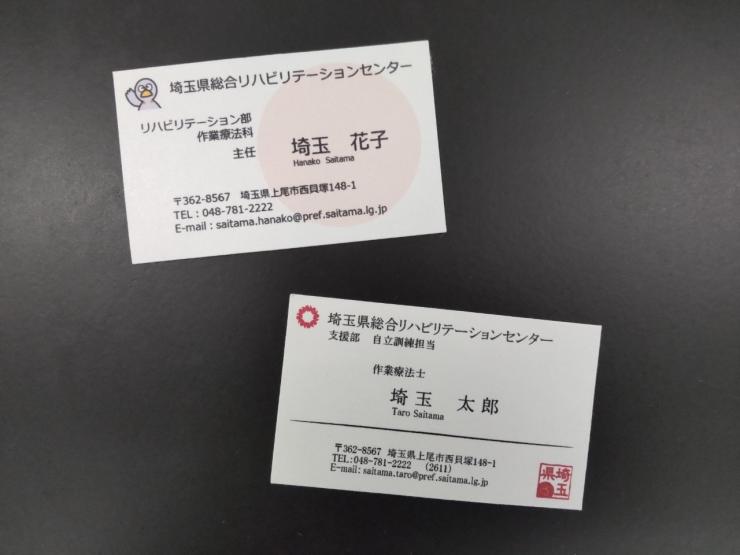 埼玉県総合リハビリテーションセンター
リハビリテーション部
作業療法科
主任 埼玉 花子
Hanako Saitama
〒362-8567 埼玉県上尾市西貝塚148-1
TEL：048-781-2222
E-mail：saitama.hanako@pref.saitama.lg.jp
埼玉県総合リハビリテーションセンター
支援部 自立訓練担当
作業療法士
埼玉 太郎
Taro Saitama
〒362-8567 埼玉県上尾市西貝塚148-1
TEL:048-781-2222 (2611)
E-mail: saitama.taro@pref.saitama.lg.jp
埼玉県